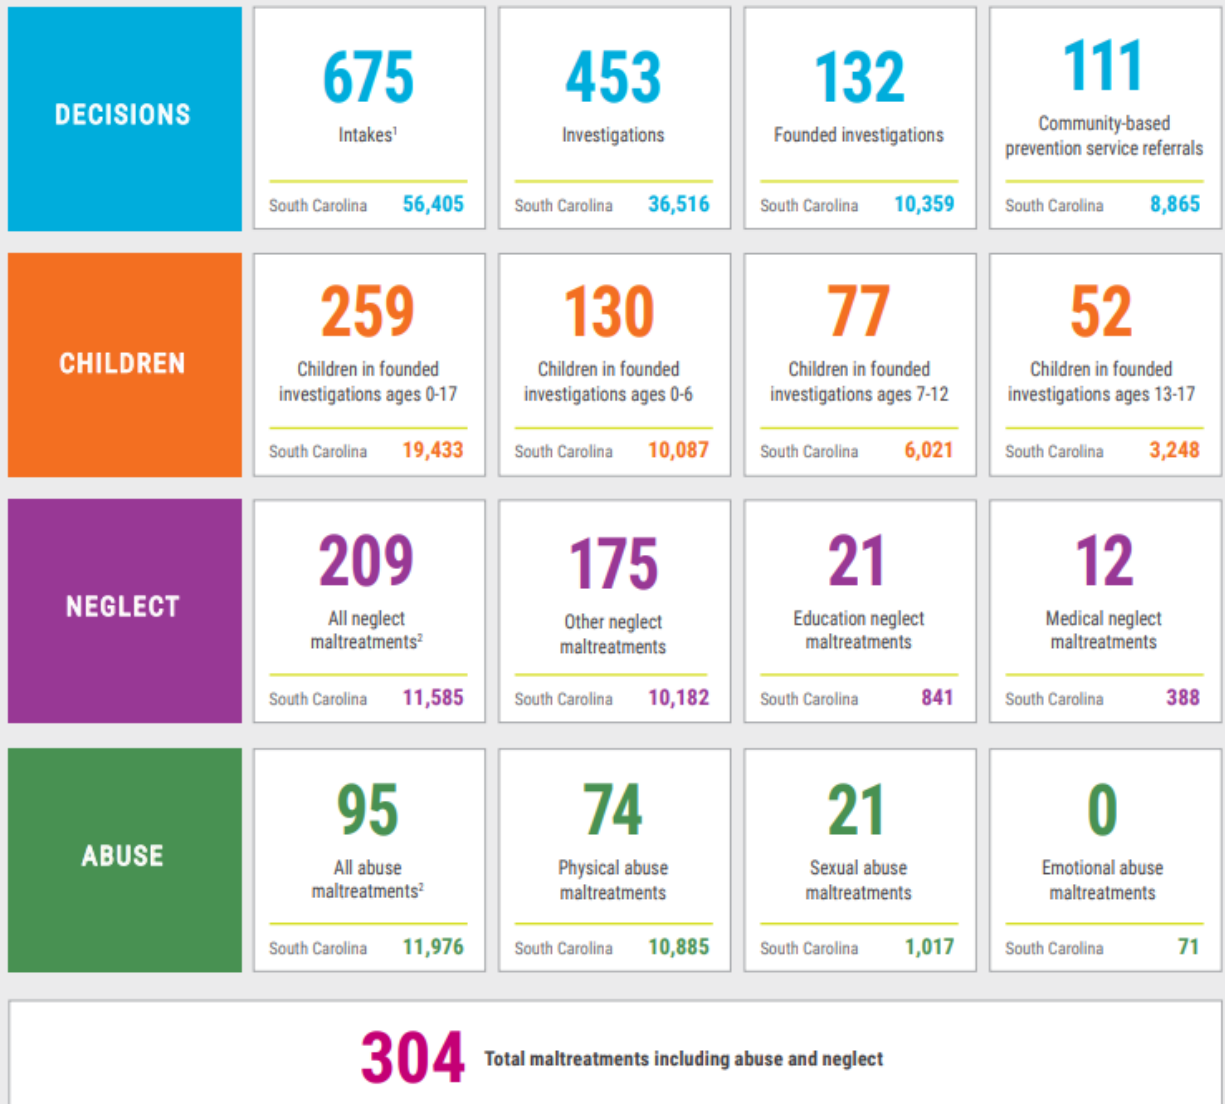 DECISIONS
675
Intakes¹
South Carolina 56,405
453
Investigations
South Carolina 36,516
132
Founded investigations
South Carolina 10,359
111
Community-based
prevention service referrals
South Carolina 8,865
CHILDREN
259
Children in founded
investigations ages 0-17
South Carolina 19,433
130
Children in founded
investigations ages 0-6
South Carolina 10,087
77
Children in founded
investigations ages 7-12
South Carolina 6,021
52
Children in founded
investigations ages 13-17
South Carolina 3,248
NEGLECT
209
All neglect
maltreatments²
South Carolina 11,585
175
Other neglect
maltreatments
South Carolina 10,182
21
Education neglect
maltreatments
South Carolina 841
12
Medical neglect
maltreatments
South Carolina 388
ABUSE
95
All abuse
maltreatments²
South Carolina 11,976
74
Physical abuse
maltreatments
South Carolina 10,885
21
Sexual abuse
maltreatments
South Carolina 1,017
0
Emotional abuse
maltreatments
South Carolina 71
304 Total maltreatments including abuse and neglect